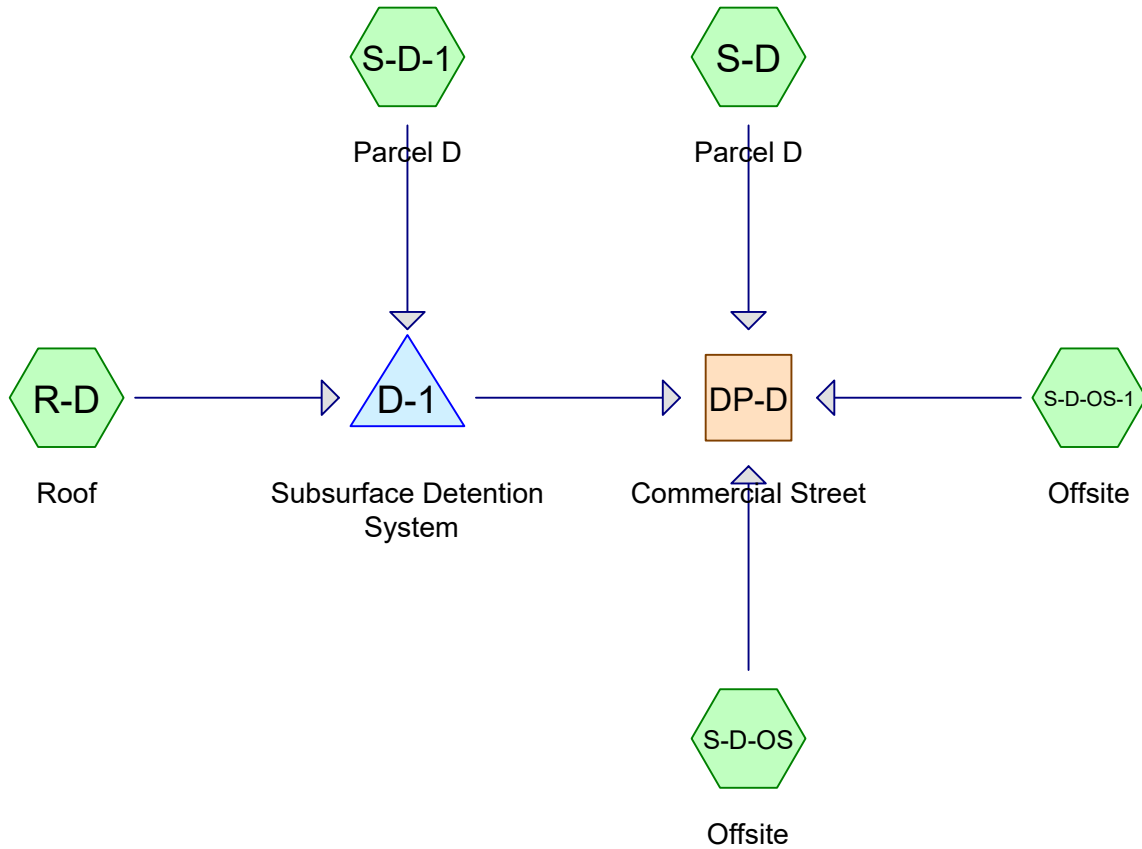 S-D-1
S-D
Parcel D
Parcel D
R-D
D-1
DP-D
S-D-OS-1
Roof
Subsurface Detention
System
Commercial Street
Offsite
S-D-OS
Offsite